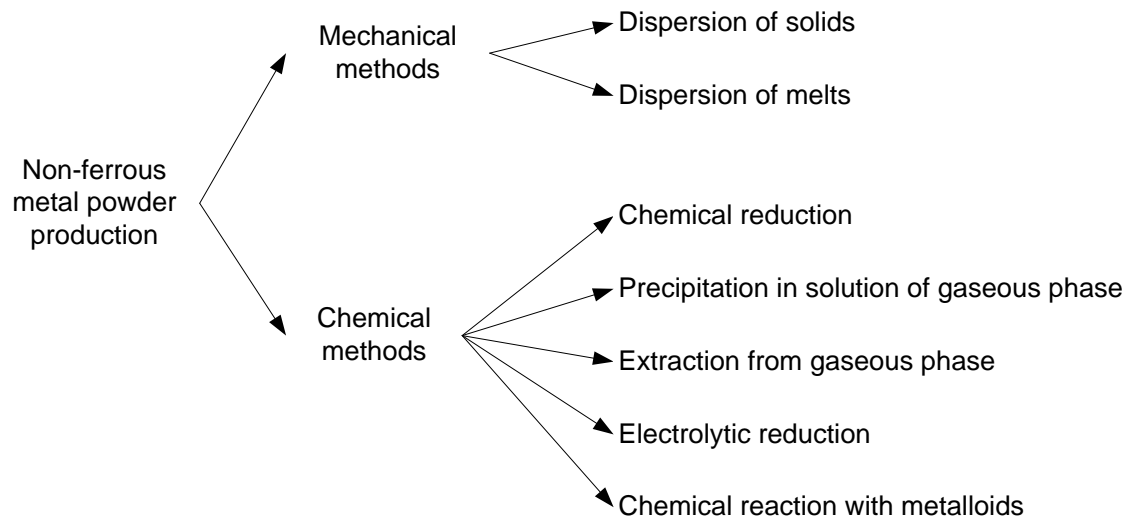 Non-ferrous
metal powder
production
Mechanical
methods
Dispersion of solids
Dispersion of melts
Chemical
methods
Chemical reduction
Precipitation in solution of gaseous phase
Extraction from gaseous phase
Electrolytic reduction
Chemical reaction with metalloids